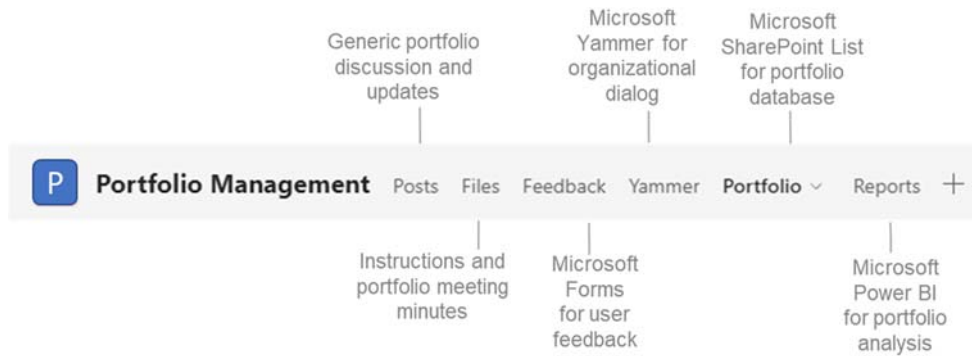 Generic portfolio
discussion and
updates
Microsoft
Yammer for
organizational
dialog
Microsoft
SharePoint List
for portfolio
database
P Portfolio Management Posts Files Feedback Yammer Portfolio Reports +
Instructions and
portfolio meeting
minutes
Microsoft
Forms
for user
feedback
Microsoft
Power BI
for portfolio
analysis